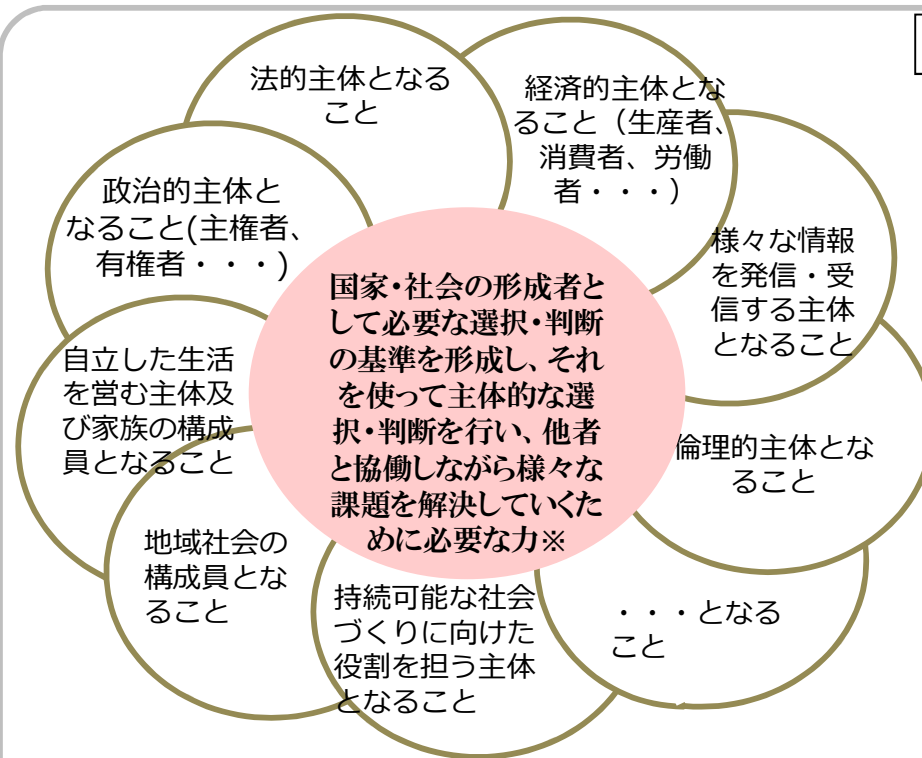 法的主体となる
こと
経済的主体とな
ること（生産者、
消費者、労働
者・・・）
政治的主体と
なること(主権者、
有権者・・・)
様々な情報
を発信・受
信する主体
となること
国家・社会の形成者と
して必要な選択・判断
の基準を形成し、それ
を使って主体的な選
択・判断を行い、他者
と協働しながら様々な
課題を解決していくた
めに必要な力※
自立した生活
を営む主体及
び家族の構成
員となること
倫理的主体とな
ること
地域社会の
構成員とな
ること
持続可能な社会
づくりに向けた
役割を担う主体
となること
・・・となる
こと